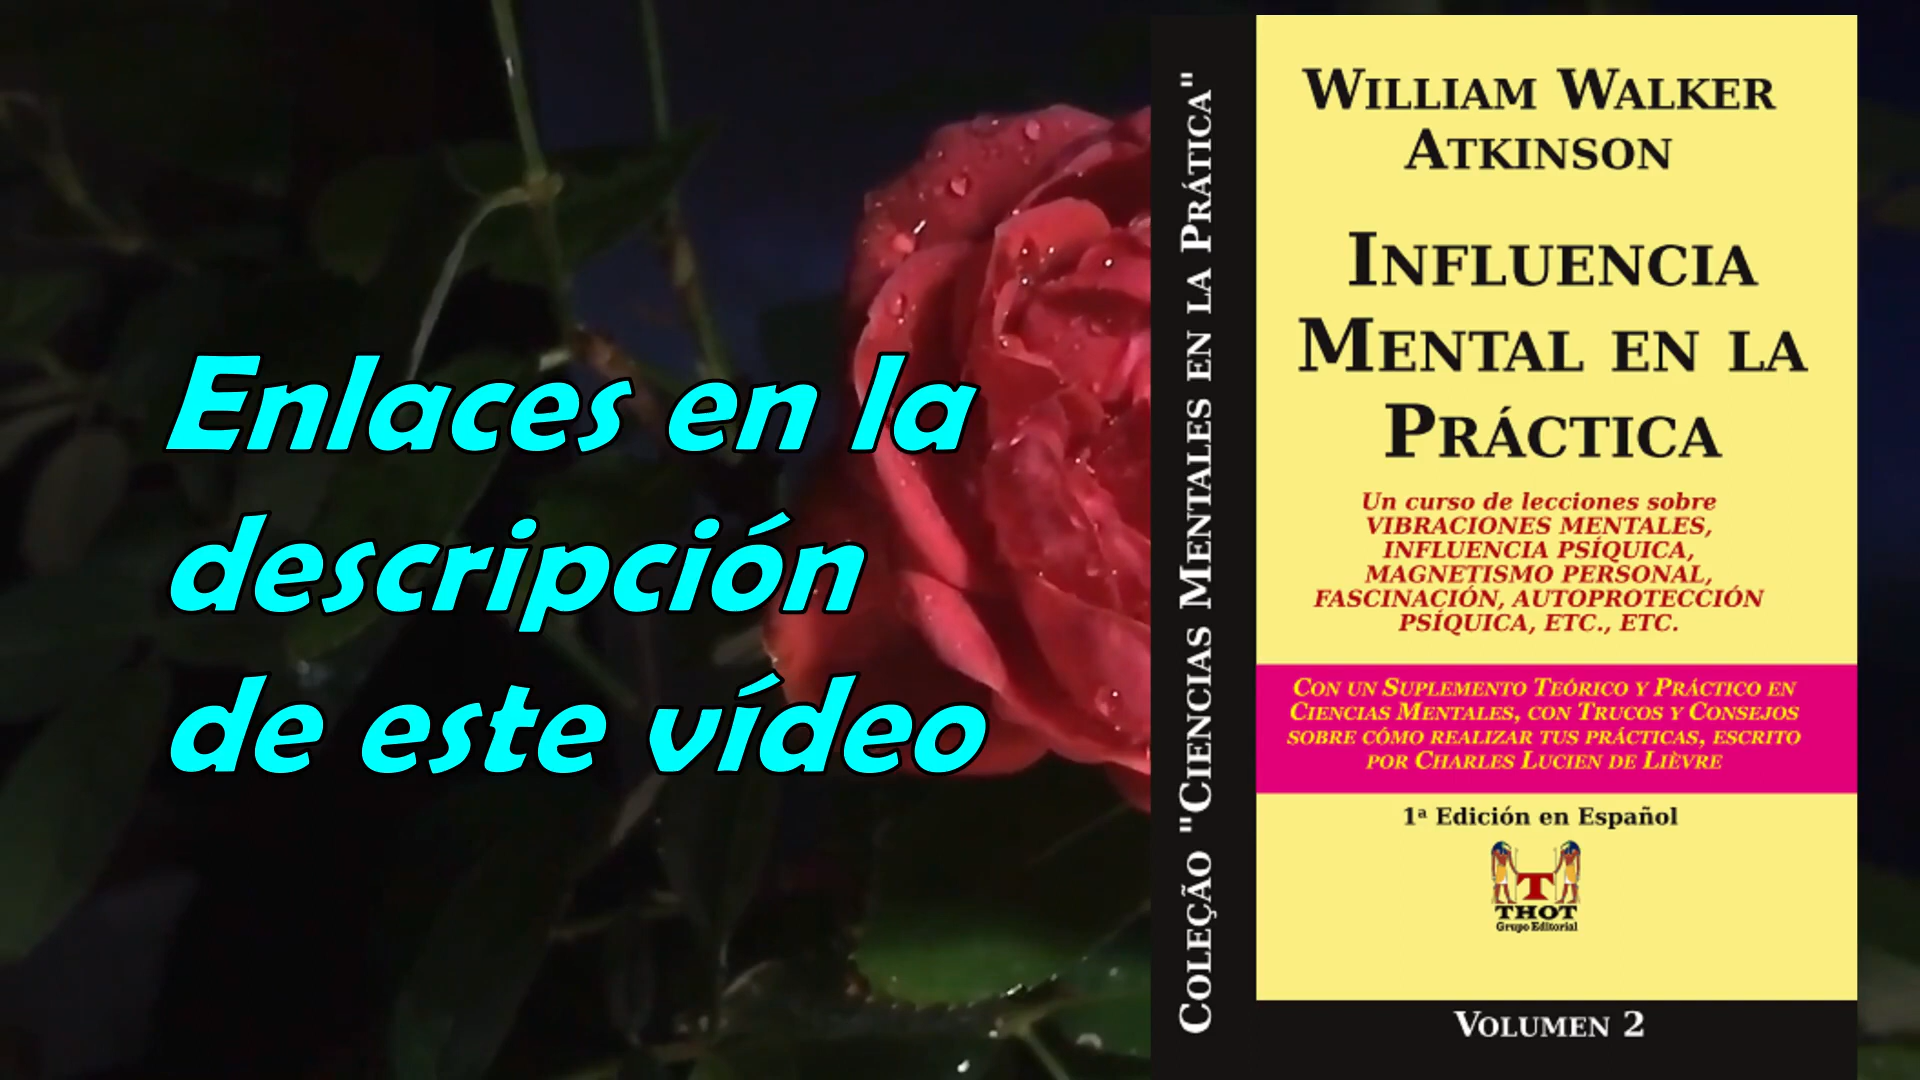 Enlaces en la
descripción
de este vídeo
Coleção "Ciencias Mentales en la Prática"
William Walker
Atkinson
Influencia
Mental en la
Práctica
Un curso de lecciones sobre
VIBRACIONES MENTALES,
INFLUENCIA PSÍQUICA,
MAGNETISMO PERSONAL,
FASCINACIÓN, AUTOPROTECCIÓN
PSÍQUICA, ETC., ETC.
Con un Suplemento Teórico y Práctico en
Ciencias Mentales, con Trucos y Consejos
sobre cómo realizar tus prácticas, escrito
por Charles Lucien de Lièvre
1ª Edición en Español
T
THOT
Grupo Editorial
Volumen 2